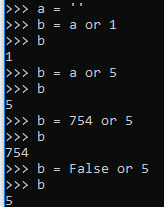 >>> a = ''
>>> b = a or 1
>>> b
1
>>> b = a or 5
>>> b
5
>>> b = 754 or 5
>>> b
754
>>> b = False or 5
>>> b
5